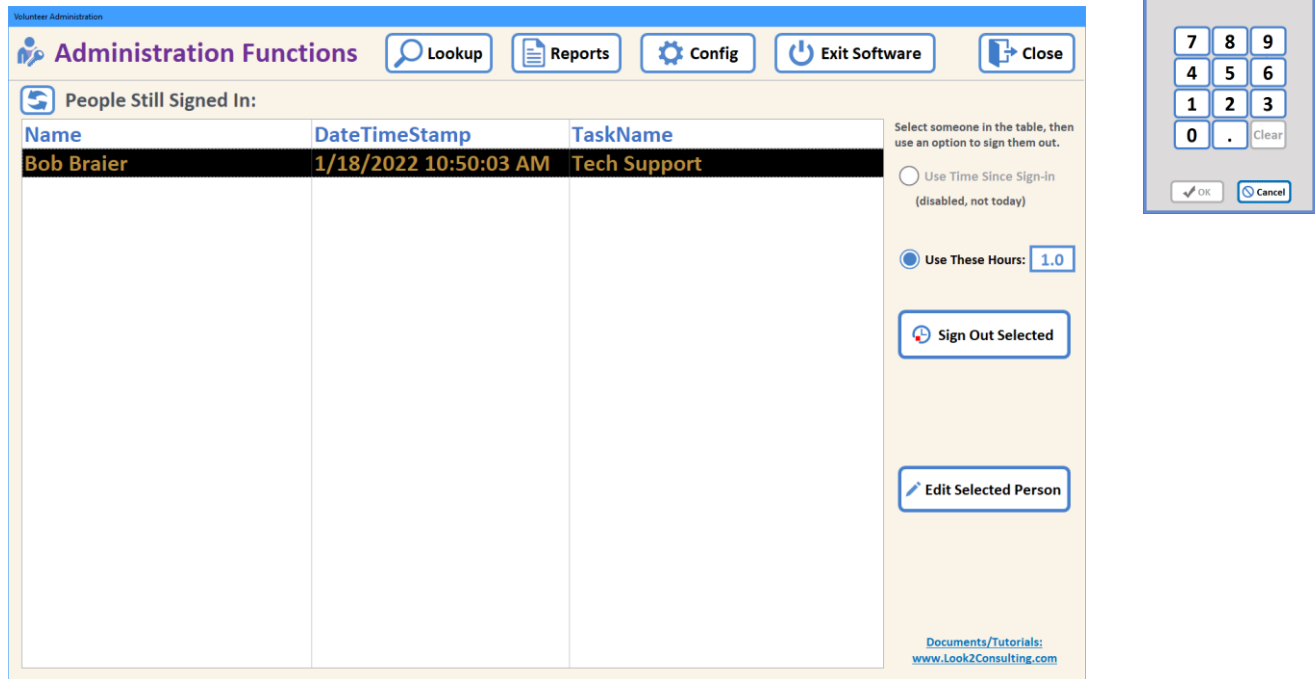 Volunteer Administration
Administration Functions
Lookup
Reports
Config
Exit Software
Close
People Still Signed In:
Name DateTimeStamp TaskName
Bob Braier 1/18/2022 10:50:03 AM Tech Support
Select someone in the table, then
use an option to sign them out.
Use Time Since Sign-in
(disabled, not today)
Use These Hours: 1.0
Sign Out Selected
Edit Selected Person
Documents/Tutorials:
www.Look2Consulting.com
7 8 9
4 5 6
1 2 3
0 . Clear
OK Cancel